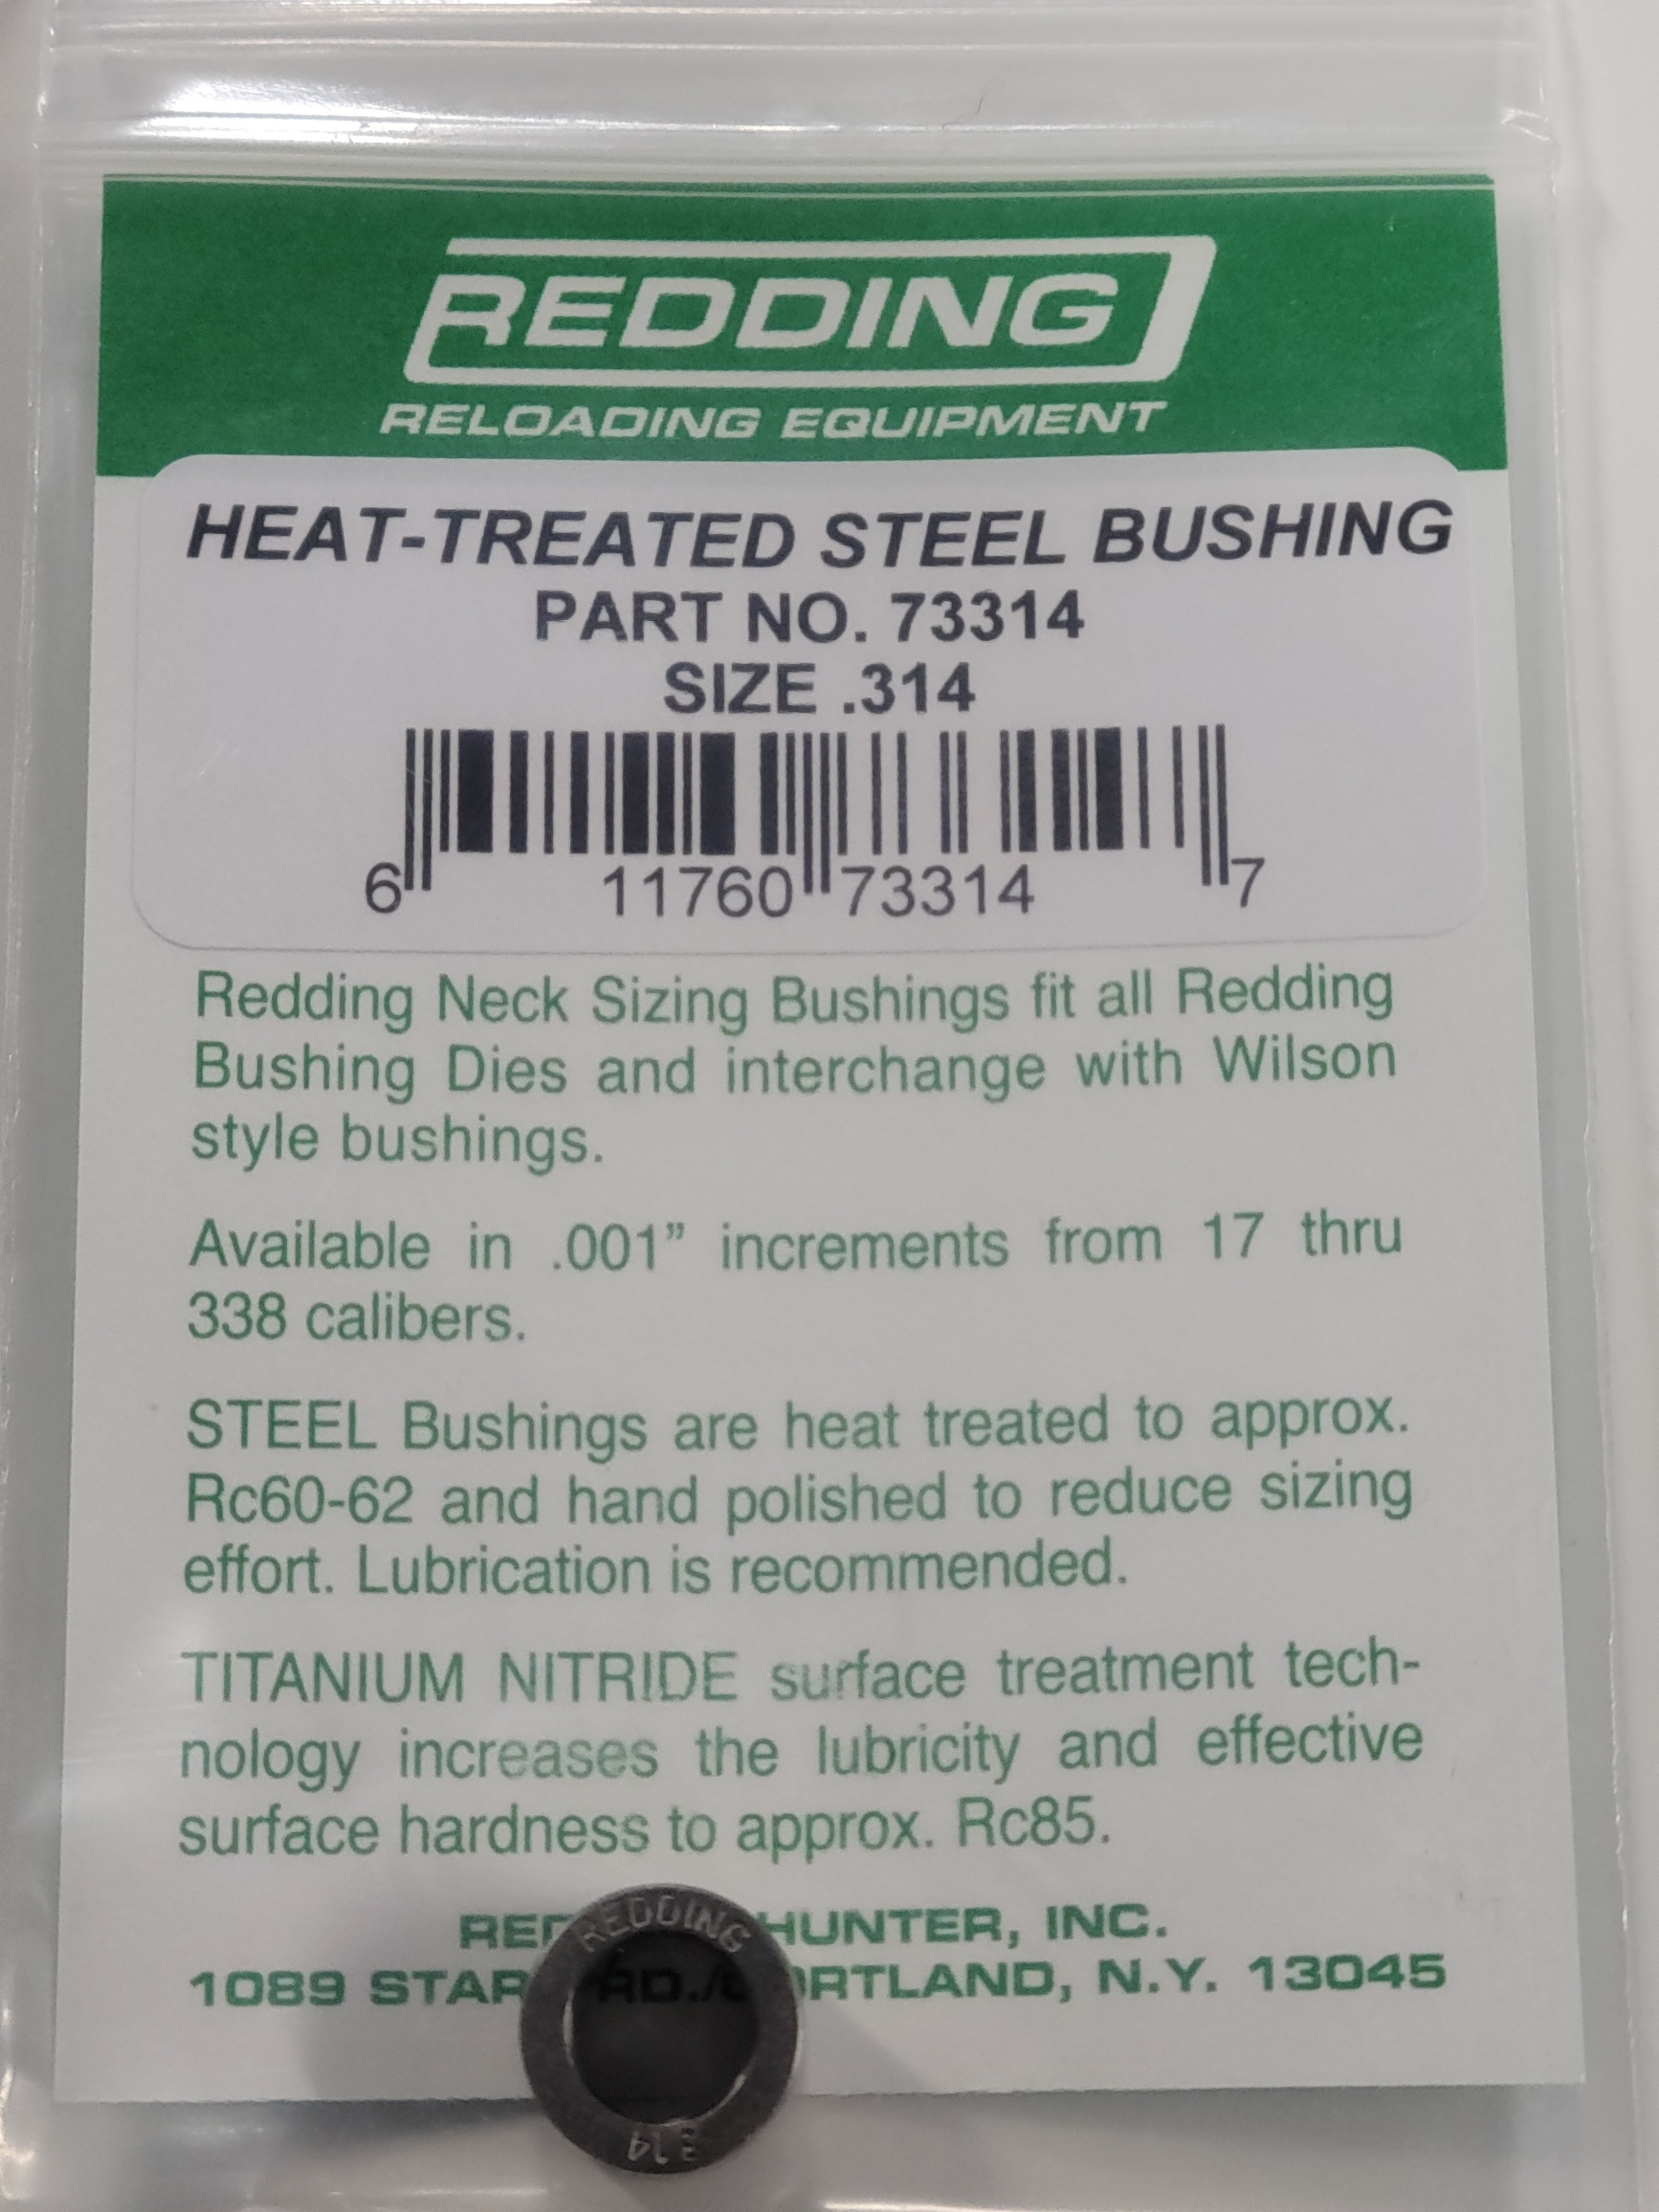 REDDING
RELOADING EQUIPMENT
HEAT-TREATED STEEL BUSHING
PART NO. 73314
SIZE .314
6 11760 73314 7
Redding Neck Sizing Bushings fit all Redding
Bushing Dies and interchange with Wilson
style bushings.
Available in .001” increments from 17 thru
338 calibers.
STEEL Bushings are heat treated to approx.
Rc60-62 and hand polished to reduce sizing
effort. Lubrication is recommended.
TITANIUM NITRIDE surface treatment tech-
nology increases the lubricity and effective
surface hardness to approx. Rc85.
HUNTER, INC.
1089 RD./ N.Y. 13045
REDDING
314